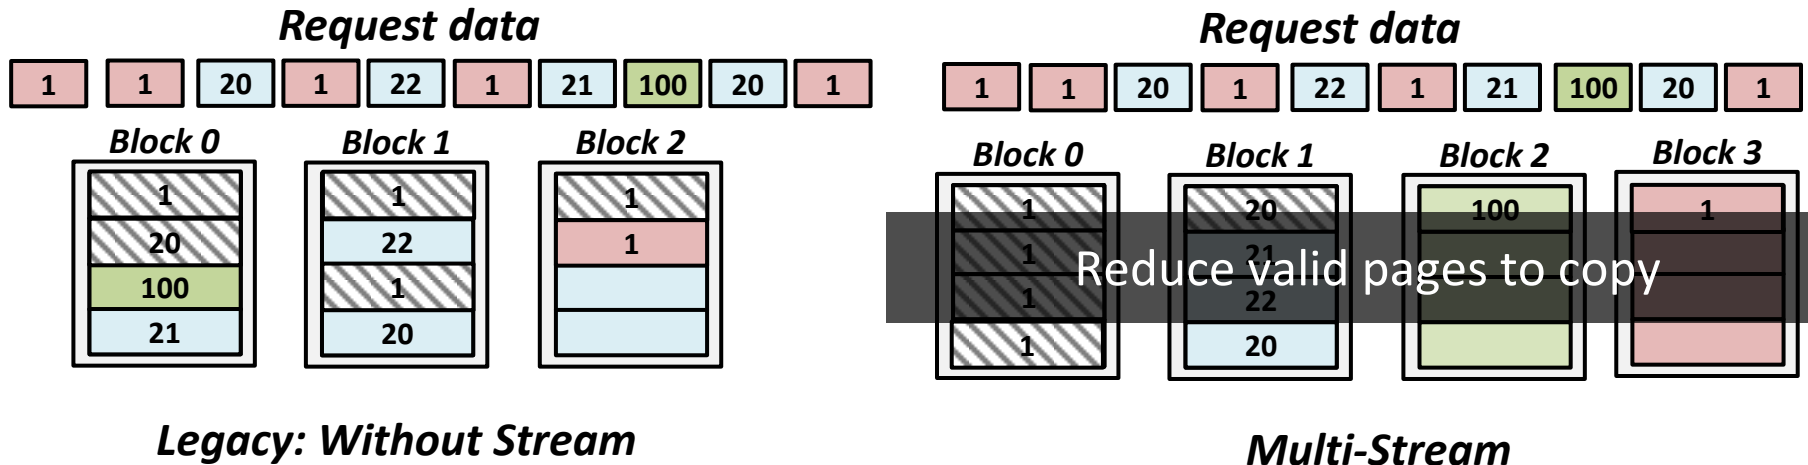 Request data
1 1 20 1 22 1 21 100 20 1
Block 0 Block 1 Block 2
1 1 1
20 22 1
100 1
21 20
Legacy: Without Stream
Request data
1 1 20 1 22 1 21 100 20 1
Block 0 Block 1 Block 2 Block 3
1 20 100 1
1 21
Reduce valid pages to copy
1 22
1 20
Multi-Stream